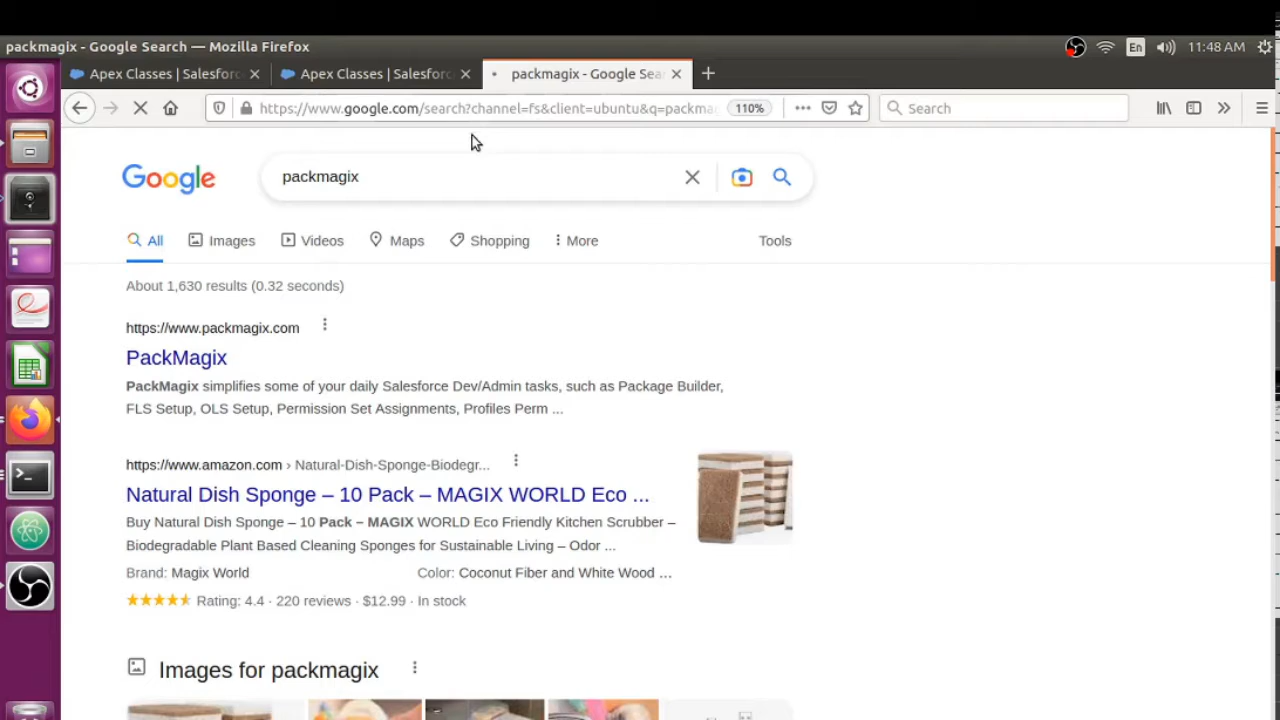 packmagix - Google Search — Mozilla Firefox
En
11:48 AM
Apex Classes | Salesforc
Apex Classes | Salesforc
packmagix - Google Sea
https://www.google.com/search?channel=fs&client=ubuntu&q=packma
110%
Search
Google
packmagix
All
Images
Videos
Maps
Shopping
More
Tools
About 1,630 results (0.32 seconds)
https://www.packmagix.com
PackMagix
PackMagix simplifies some of your daily Salesforce Dev/Admin tasks, such as Package Builder,
FLS Setup, OLS Setup, Permission Set Assignments, Profiles Perm ...
https://www.amazon.com › Natural-Dish-Sponge-Biodegr...
Natural Dish Sponge – 10 Pack – MAGIX WORLD Eco ...
Buy Natural Dish Sponge – 10 Pack – MAGIX WORLD Eco Friendly Kitchen Scrubber –
Biodegradable Plant Based Cleaning Sponges for Sustainable Living – Odor ...
Brand: Magix World
Color: Coconut Fiber and White Wood ...
Rating: 4.4 · 220 reviews · $12.99 · In stock
Images for packmagix